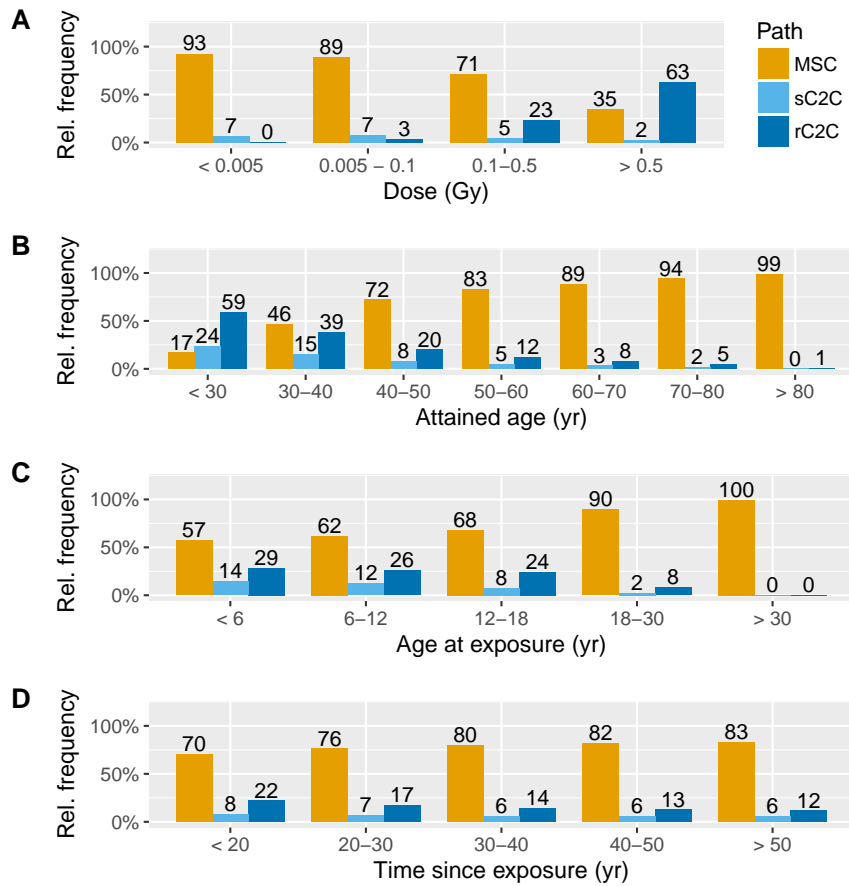 A
Rel. frequency
100%
50%
0%
93 7 0 89 7 3 71 5 23 35 2 63
< 0.005 0.005 – 0.1 0.1–0.5 > 0.5
Dose (Gy)
Path
MSC
sC2C
rC2C
B
Rel. frequency
100%
50%
0%
17 24 59 46 15 39 72 8 20 83 5 12 89 3 8 94 2 5 99 0 1
< 30 30–40 40–50 50–60 60–70 70–80 > 80
Attained age (yr)
C
Rel. frequency
100%
50%
0%
57 14 29 62 12 26 68 8 24 90 2 8 100 0 0
< 6 6–12 12–18 18–30 > 30
Age at exposure (yr)
D
Rel. frequency
100%
50%
0%
70 8 22 76 7 17 80 6 14 82 6 13 83 6 12
< 20 20–30 30–40 40–50 > 50
Time since exposure (yr)